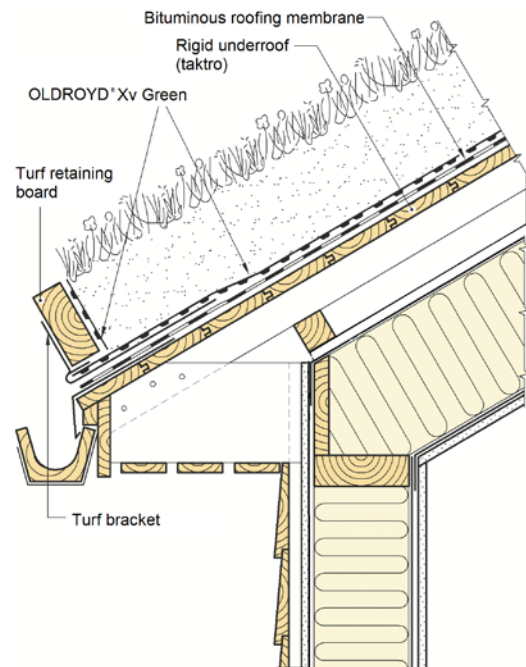 Bituminous roofing membrane
Rigid underroof
(taktro)
OLDROYD® Xv Green
Turf retaining
board
Turf bracket